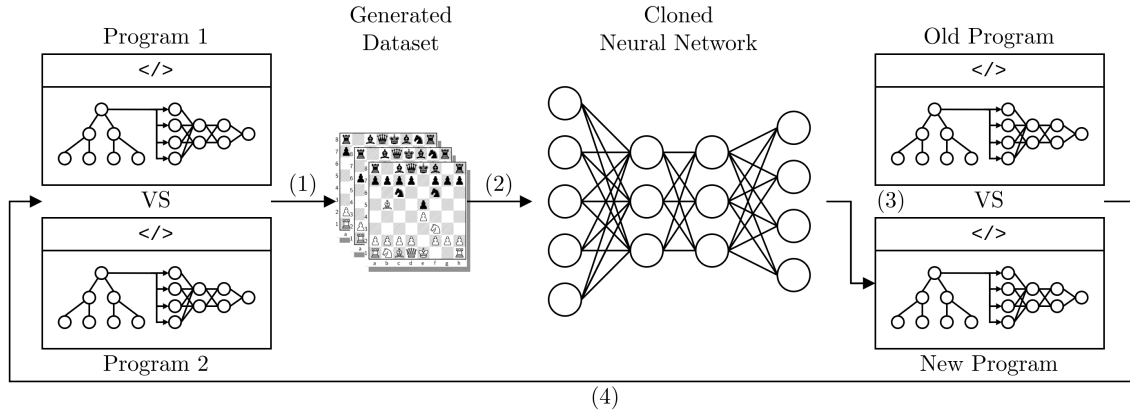 Program 1
</>
VS
</>
Program 2
(1)
Generated
Dataset
a b c d e f g h
(2)
Cloned
Neural Network
(3)
Old Program
</>
VS
</>
New Program
(4)